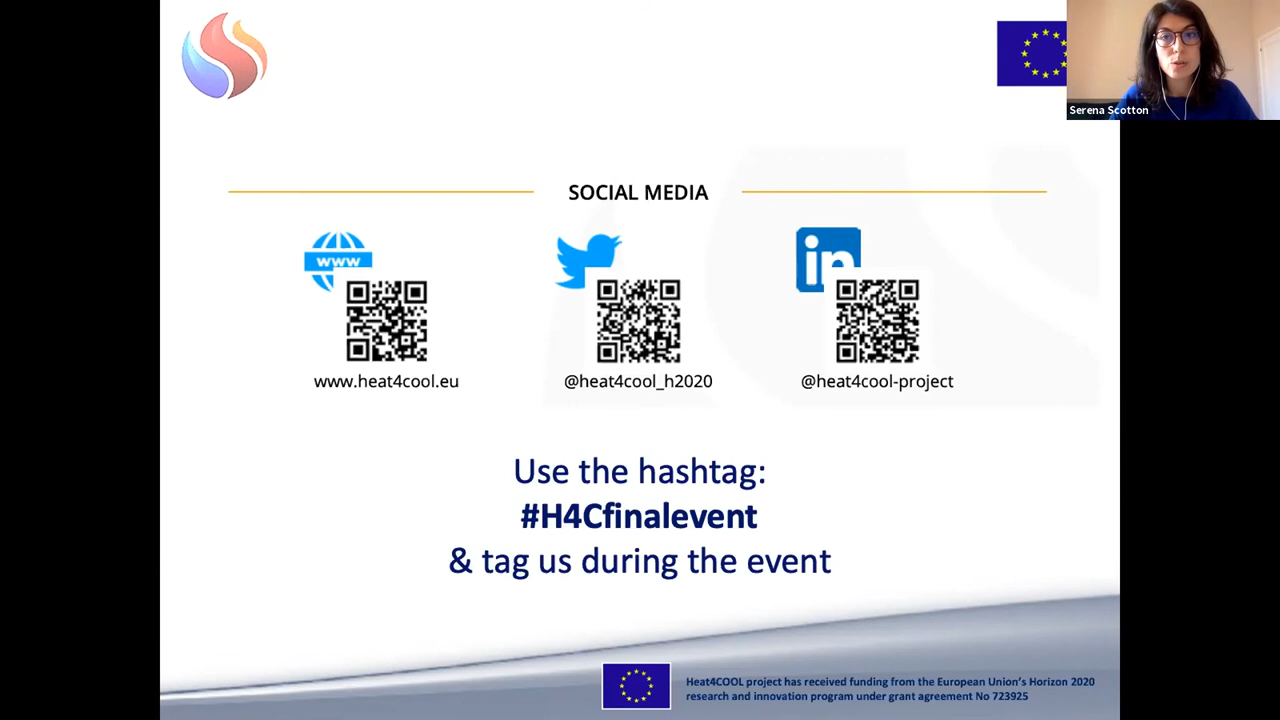 Serena Scotton
SOCIAL MEDIA
www
in
www.heat4cool.eu
@heat4cool_h2020
@heat4cool-project
Use the hashtag:
#H4Cfinalevent
& tag us during the event
Heat4COOL project has received funding from the European Union's Horizon 2020
research and innovation program under grant agreement No 723925